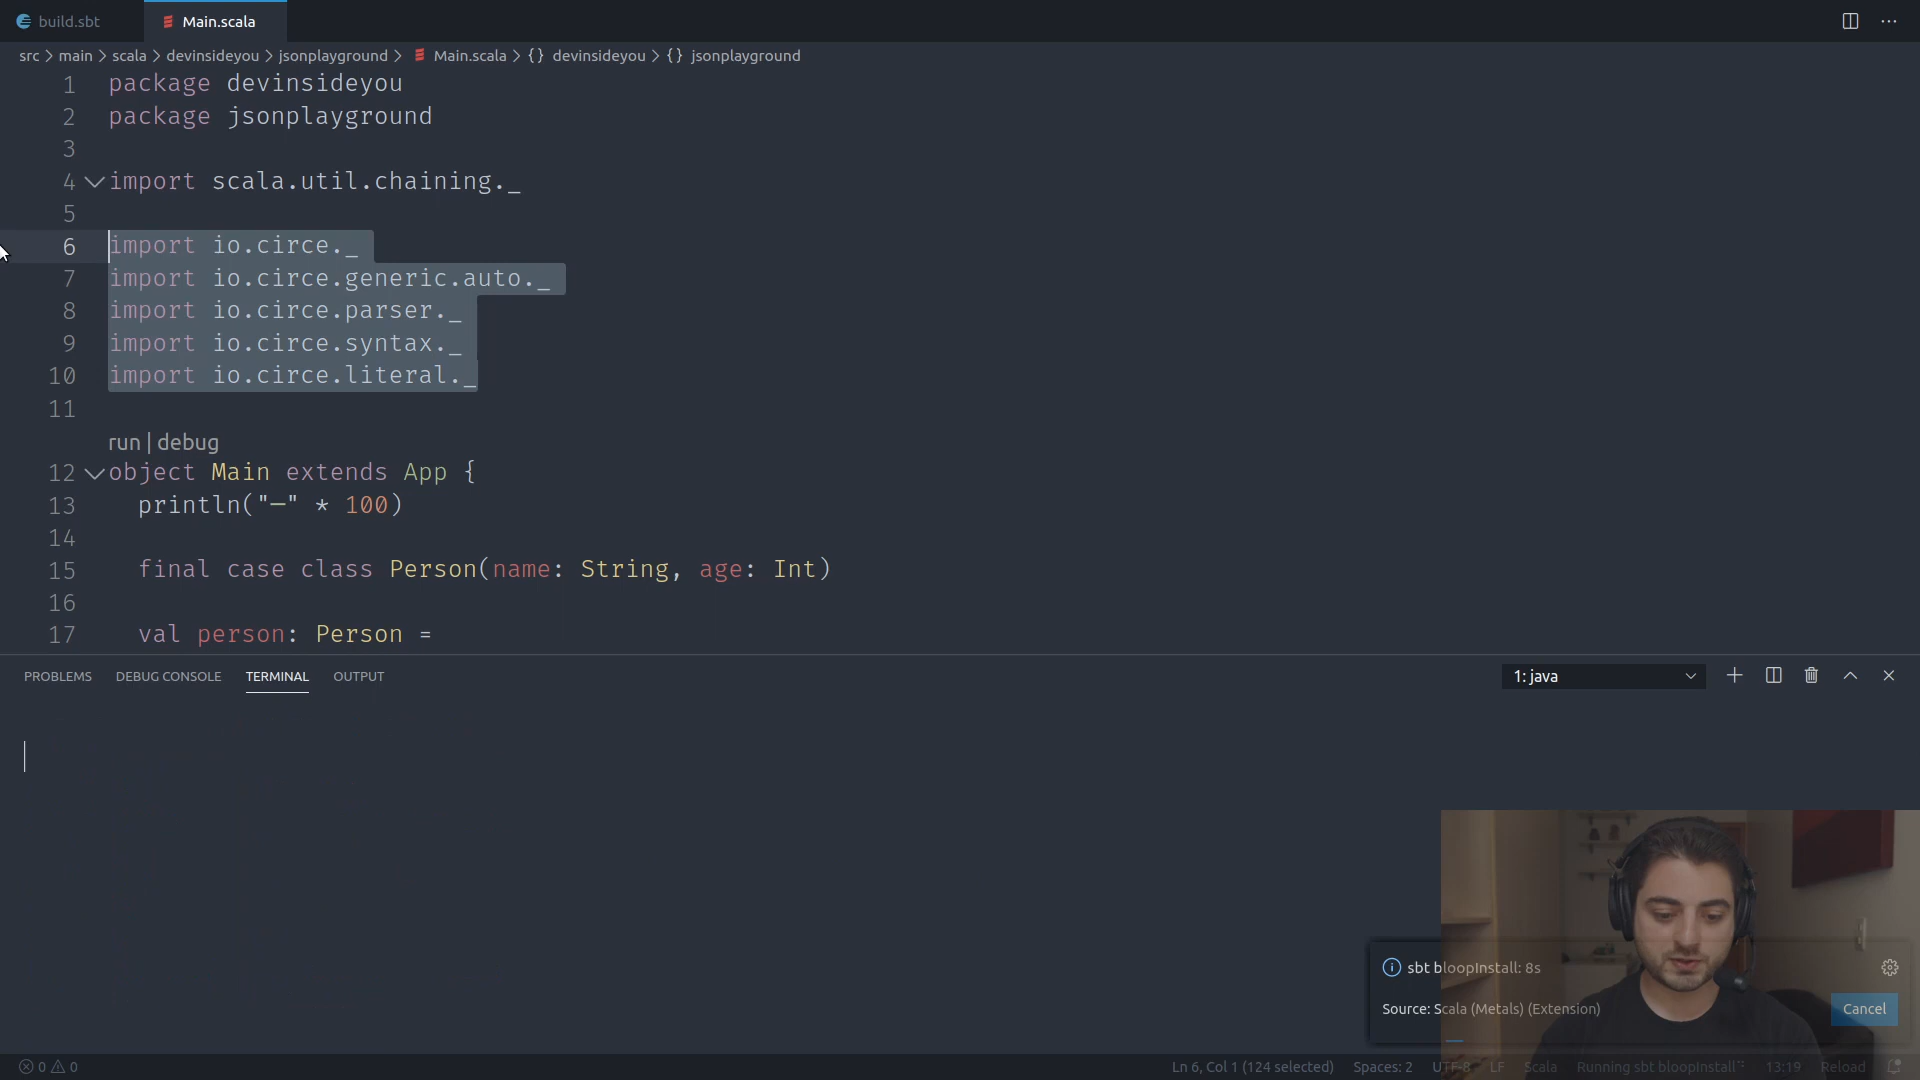 build.sbt
Main.scala
src > main > scala > devinsideyou > jsonplayground > Main.scala > {} devinsideyou > {} jsonplayground
1 package devinsideyou
2 package jsonplayground
3
4 import scala.util.chaining._
5
6 import io.circe._
7 import io.circe.generic.auto._
8 import io.circe.parser._
9 import io.circe.syntax._
10 import io.circe.literal._
11
run | debug
12 object Main extends App {
13 println("—" * 100)
14
15 final case class Person(name: String, age: Int)
16
17 val person: Person =
PROBLEMS DEBUG CONSOLE TERMINAL OUTPUT
1: java
sbt bloopInstall: 8s
Source: Scala (Metals) (Extension)
Cancel
0 0
Ln 6, Col 1 (124 selected) Spaces: 2 UTF-8 LF Scala Running sbt bloopInstall 13:19 Reload